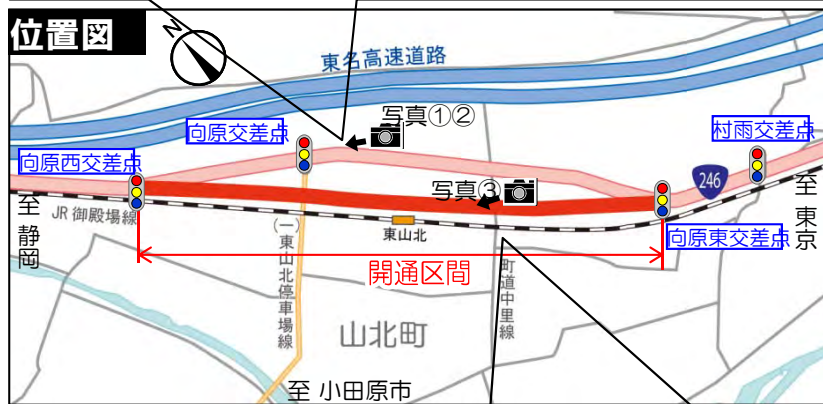 位置図
N
東名高速道路
写真①②
向原交差点
村雨交差点
向原西交差点
246
写真③
至 静岡
JR 御殿場線
至 東京
東山北
向原東交差点
(一)東山北停車場線
開通区間
町道中里線
山北町
至 小田原市